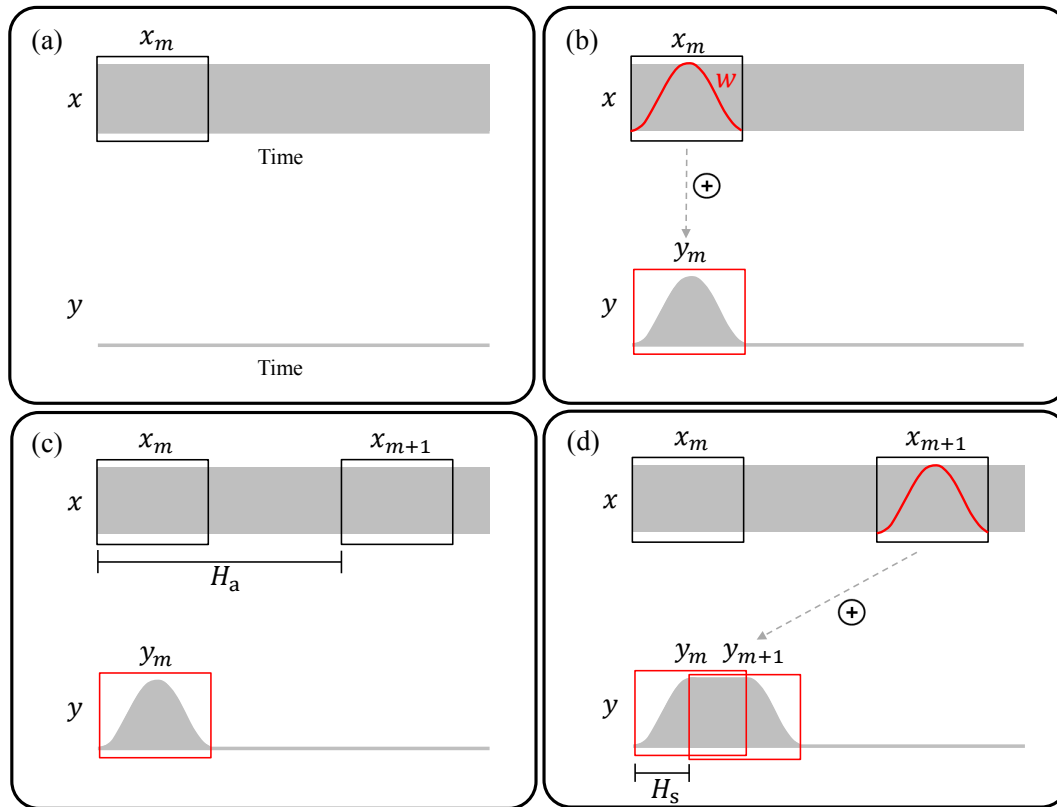 (a)
x_m
x
Time
y
Time
(b)
x_m
w
x
+
y_m
y
(c)
x_m x_{m+1}
x
H_a
y_m
y
(d)
x_m x_{m+1}
x
+
y_m y_{m+1}
y
H_s